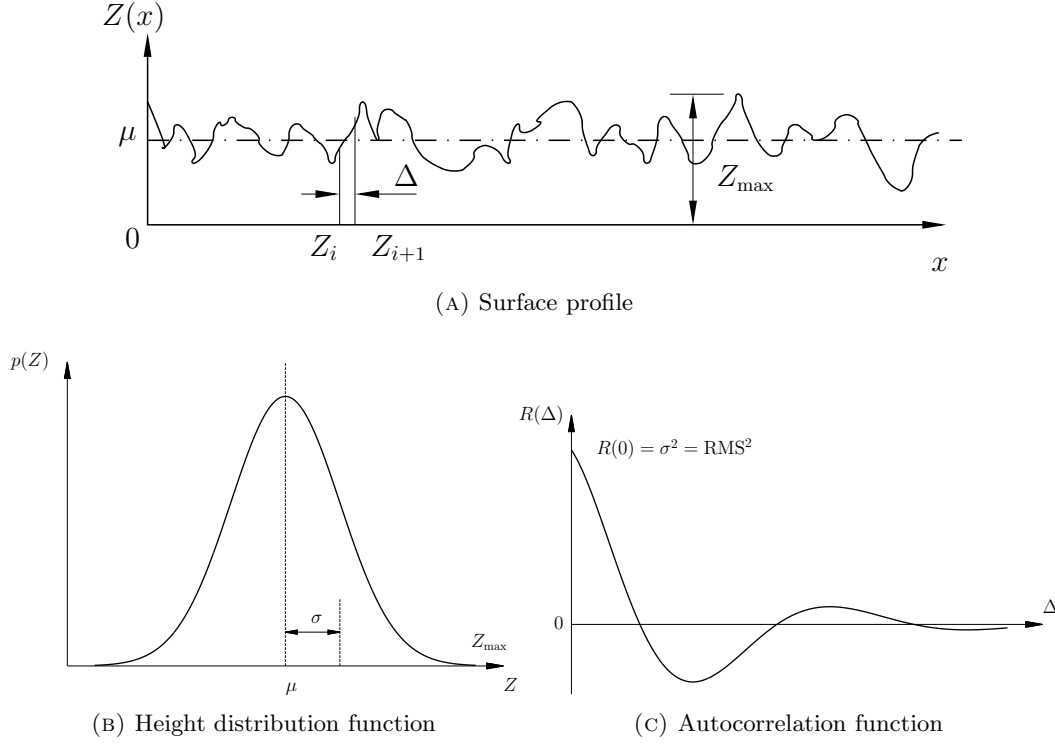 Z(x)
μ
Δ
Z_max
0
Z_i
Z_{i+1}
x
(A) Surface profile
p(Z)
σ
Z_max
μ
Z
(B) Height distribution function
R(Δ)
R(0) = σ² = RMS²
0
Δ
(C) Autocorrelation function